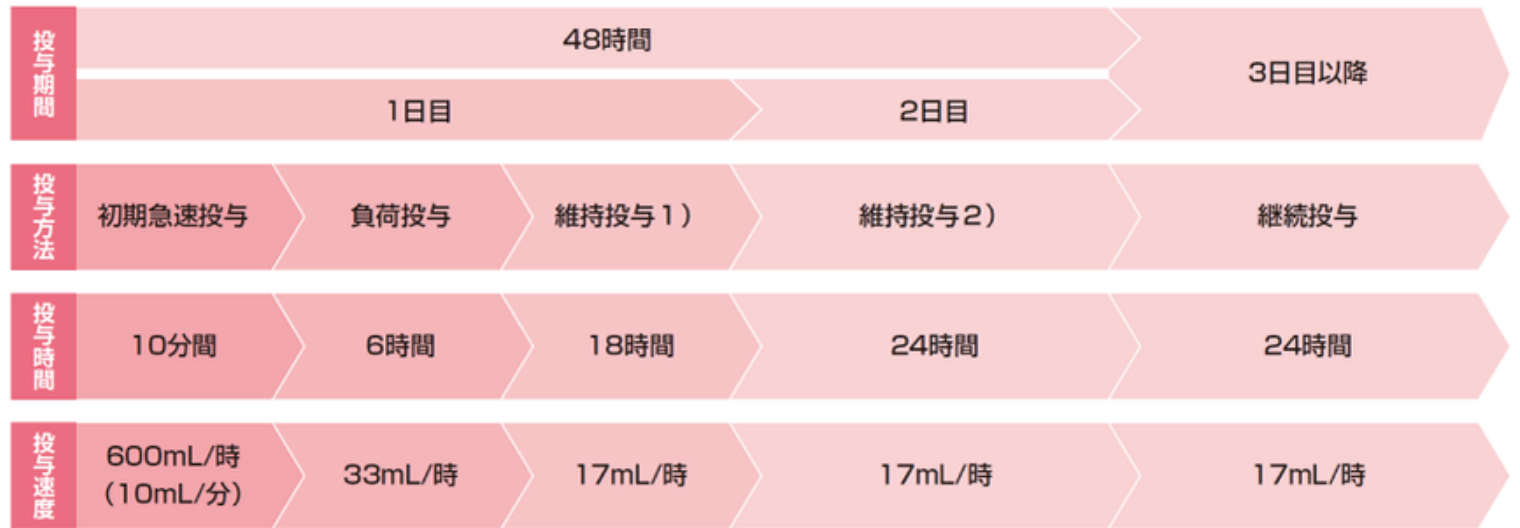 投与期間
48時間
1日目
2日目
3日目以降
投与方法
初期急速投与
負荷投与
維持投与1）
維持投与2）
継続投与
投与時間
10分間
6時間
18時間
24時間
24時間
投与速度
600mL/時
（10mL/分）
33mL/時
17mL/時
17mL/時
17mL/時